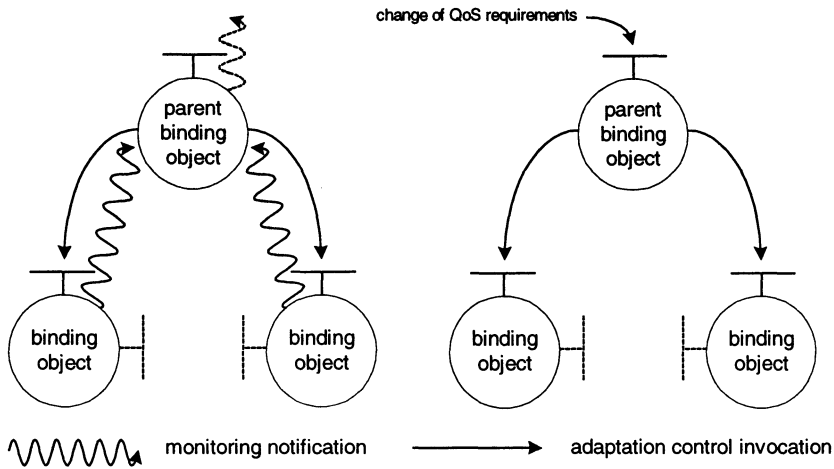 change of QoS requirements
parent
binding
object
parent
binding
object
binding
object
binding
object
binding
object
binding
object
monitoring notification
adaptation control invocation